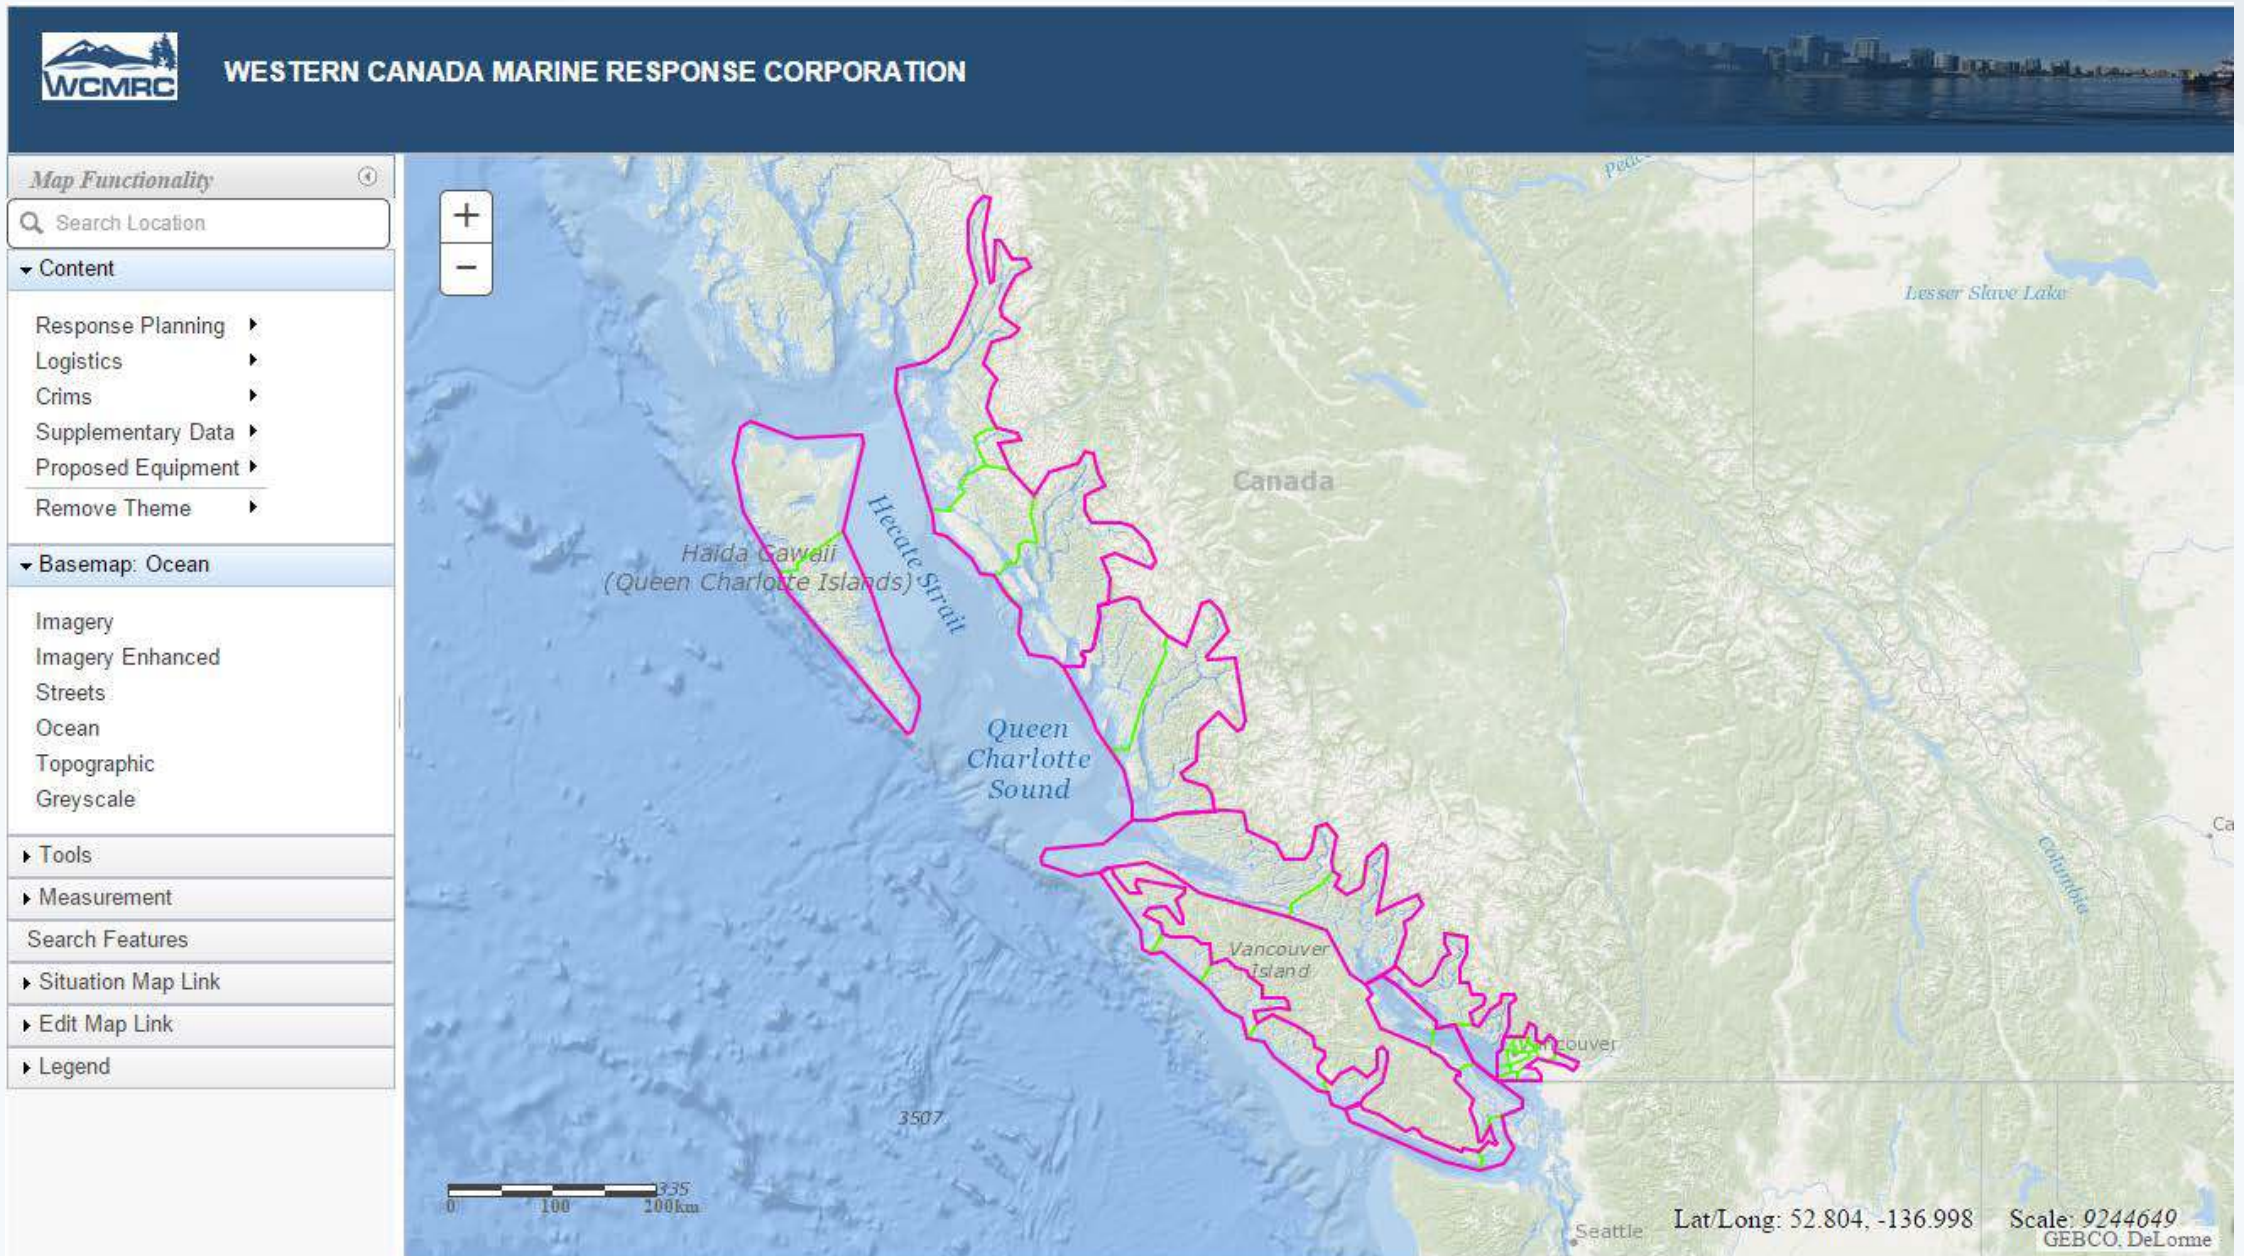 WCMRC
WESTERN CANADA MARINE RESPONSE CORPORATION
Map Functionality
Search Location
Content
Response Planning
Logistics
Crims
Supplementary Data
Proposed Equipment
Remove Theme
Basemap: Ocean
Imagery
Imagery Enhanced
Streets
Ocean
Topographic
Greyscale
Tools
Measurement
Search Features
Situation Map Link
Edit Map Link
Legend
+
−
Peace
Lesser Slave Lake
Canada
Hecate Strait
Haida Gwaii
(Queen Charlotte Islands)
Queen
Charlotte
Sound
Ca
Columbia
Vancouver
Island
Vancouver
3507
335
0 100 200km
Seattle
Lat/Long: 52.804, -136.998 Scale: 9244649
GEBCO, DeLorme